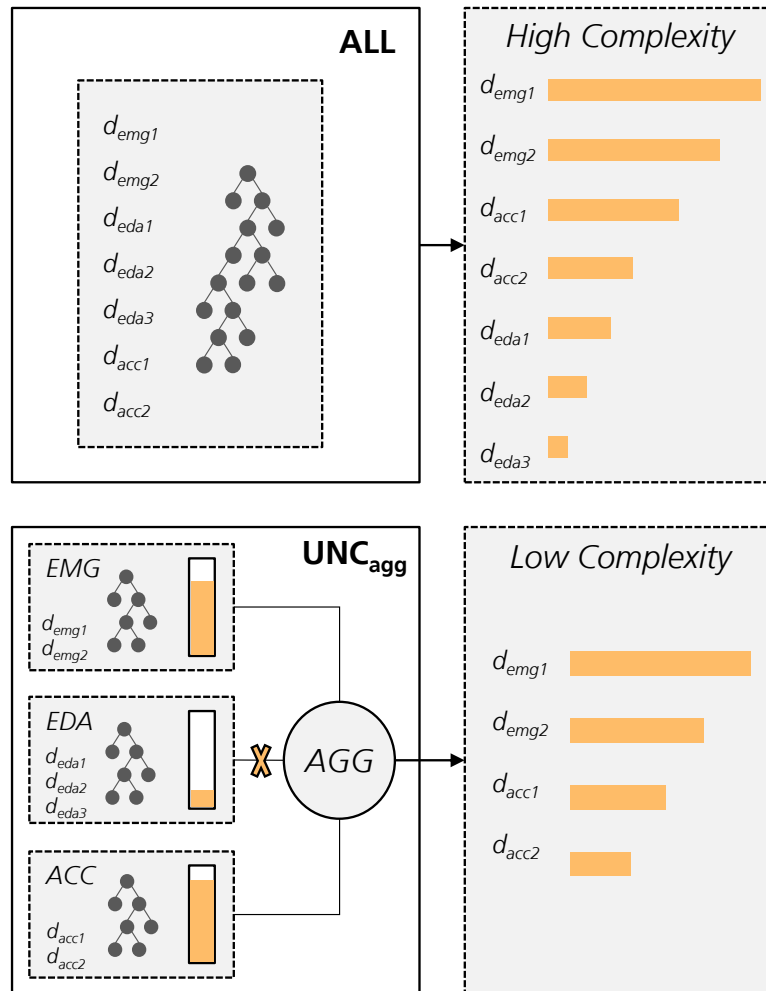 ALL
d_emg1
d_emg2
d_eda1
d_eda2
d_eda3
d_acc1
d_acc2
High Complexity
d_emg1
d_emg2
d_acc1
d_acc2
d_eda1
d_eda2
d_eda3
UNC_agg
EMG
d_emg1
d_emg2
EDA
d_eda1
d_eda2
d_eda3
ACC
d_acc1
d_acc2
AGG
Low Complexity
d_emg1
d_emg2
d_acc1
d_acc2